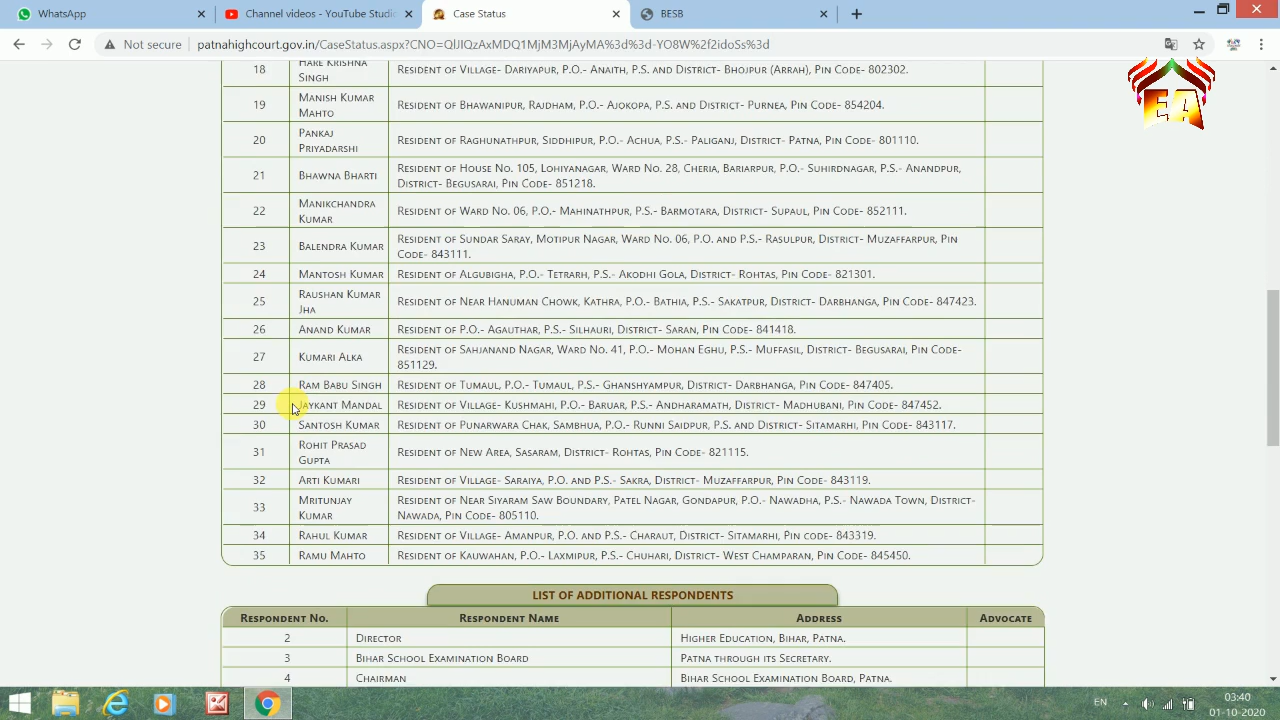 WhatsApp
Channel videos - YouTube Studio
Case Status
BESB
Not secure
patnahighcourt.gov.in/CaseStatus.aspx?CNO=QlJlQzAxMDQ1MjM3MjAyMA%3d%3d-YO8W%2f2idoSs%3d
EA
18 Hare Krishna Singh Resident of Village- Dariyapur, P.O.- Anaith, P.S. and District- Bhojpur (Arrah), Pin Code- 802302.
19 Manish Kumar Mahto Resident of Bhawanipur, Rajdham, P.O.- Ajokopa, P.S. and District- Purnea, Pin Code- 854204.
20 Pankaj Priyadarshi Resident of Raghunathpur, Siddhipur, P.O.- Achua, P.S.- Paliganj, District- Patna, Pin Code- 801110.
21 Bhawna Bharti Resident of House No. 105, Lohiyanagar, Ward No. 28, Cheria, Bariarpur, P.O.- Suhirdnagar, P.S.- Anandpur,
District- Begusarai, Pin Code- 851218.
22 Manikchandra Kumar Resident of Ward No. 06, P.O.- Mahinathpur, P.S.- Barmotara, District- Supaul, Pin Code- 852111.
23 Balendra Kumar Resident of Sundar Saray, Motipur Nagar, Ward No. 06, P.O. and P.S.- Rasulpur, District- Muzaffarpur, Pin
Code- 843111.
24 Mantosh Kumar Resident of Algubigha, P.O.- Tetrarh, P.S.- Akodhi Gola, District- Rohtas, Pin Code- 821301.
25 Raushan Kumar Jha Resident of Near Hanuman Chowk, Kathra, P.O.- Bathia, P.S.- Sakatpur, District- Darbhanga, Pin Code- 847423.
26 Anand Kumar Resident of P.O.- Agauthar, P.S.- Silhauri, District- Saran, Pin Code- 841418.
27 Kumari Alka Resident of Sahjanand Nagar, Ward No. 41, P.O.- Mohan Eghu, P.S.- Muffasil, District- Begusarai, Pin Code-
851129.
28 Ram Babu Singh Resident of Tumaul, P.O.- Tumaul, P.S.- Ghanshyampur, District- Darbhanga, Pin Code- 847405.
29 Jaykant Mandal Resident of Village- Kushmahi, P.O.- Baruar, P.S.- Andharamath, District- Madhubani, Pin Code- 847452.
30 Santosh Kumar Resident of Punarwara Chak, Sambhua, P.O.- Runni Saidpur, P.S. and District- Sitamarhi, Pin Code- 843117.
31 Rohit Prasad Gupta Resident of New Area, Sasaram, District- Rohtas, Pin Code- 821115.
32 Arti Kumari Resident of Village- Saraiya, P.O. and P.S.- Sakra, District- Muzaffarpur, Pin Code- 843119.
33 Mritunjay Kumar Resident of Near Siyaram Saw Boundary, Patel Nagar, Gondapur, P.O.- Nawadha, P.S.- Nawada Town, District-
Nawada, Pin Code- 805110.
34 Rahul Kumar Resident of Village- Amanpur, P.O. and P.S.- Charaut, District- Sitamarhi, Pin code- 843319.
35 Ramu Mahto Resident of Kauwahan, P.O.- Laxmipur, P.S.- Chuhari, District- West Champaran, Pin Code- 845450.
LIST OF ADDITIONAL RESPONDENTS
Respondent No. Respondent Name Address Advocate
2 Director Higher Education, Bihar, Patna.
3 Bihar School Examination Board Patna through its Secretary.
4 Chairman Bihar School Examination Board, Patna.
EN
03:40
01-10-2020